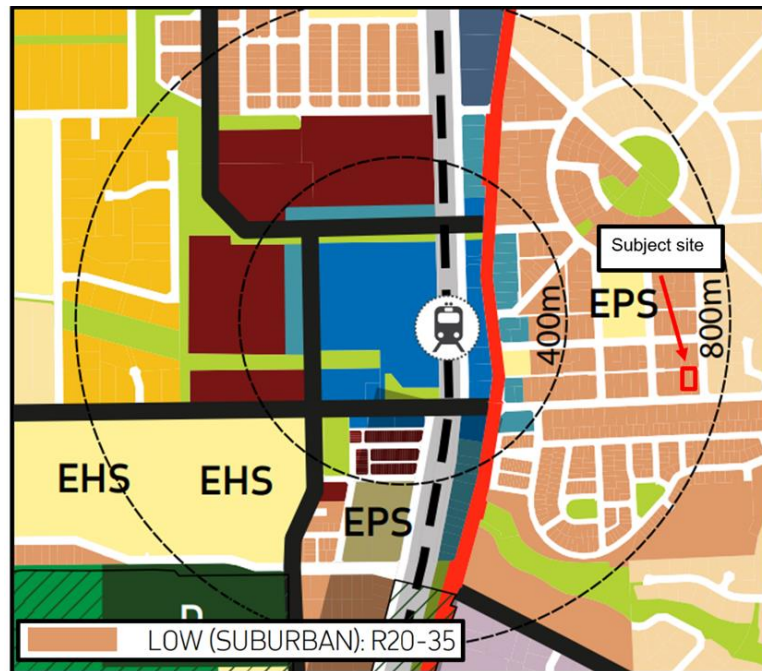 Subject site
EPS
400m
800m
EHS
EHS
EPS
LOW (SUBURBAN): R20-35